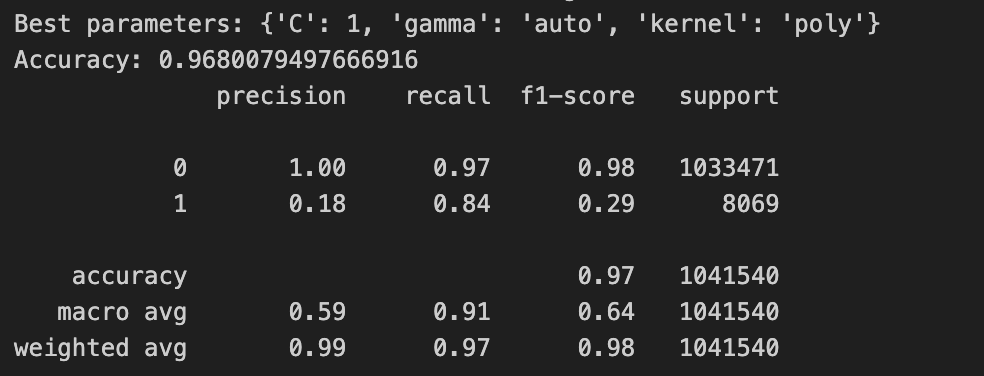 Best parameters: {'C': 1, 'gamma': 'auto', 'kernel': 'poly'}
Accuracy: 0.9680079497666916
precision recall f1-score support
0 1.00 0.97 0.98 1033471
1 0.18 0.84 0.29 8069
accuracy 0.97 1041540
macro avg 0.59 0.91 0.64 1041540
weighted avg 0.99 0.97 0.98 1041540